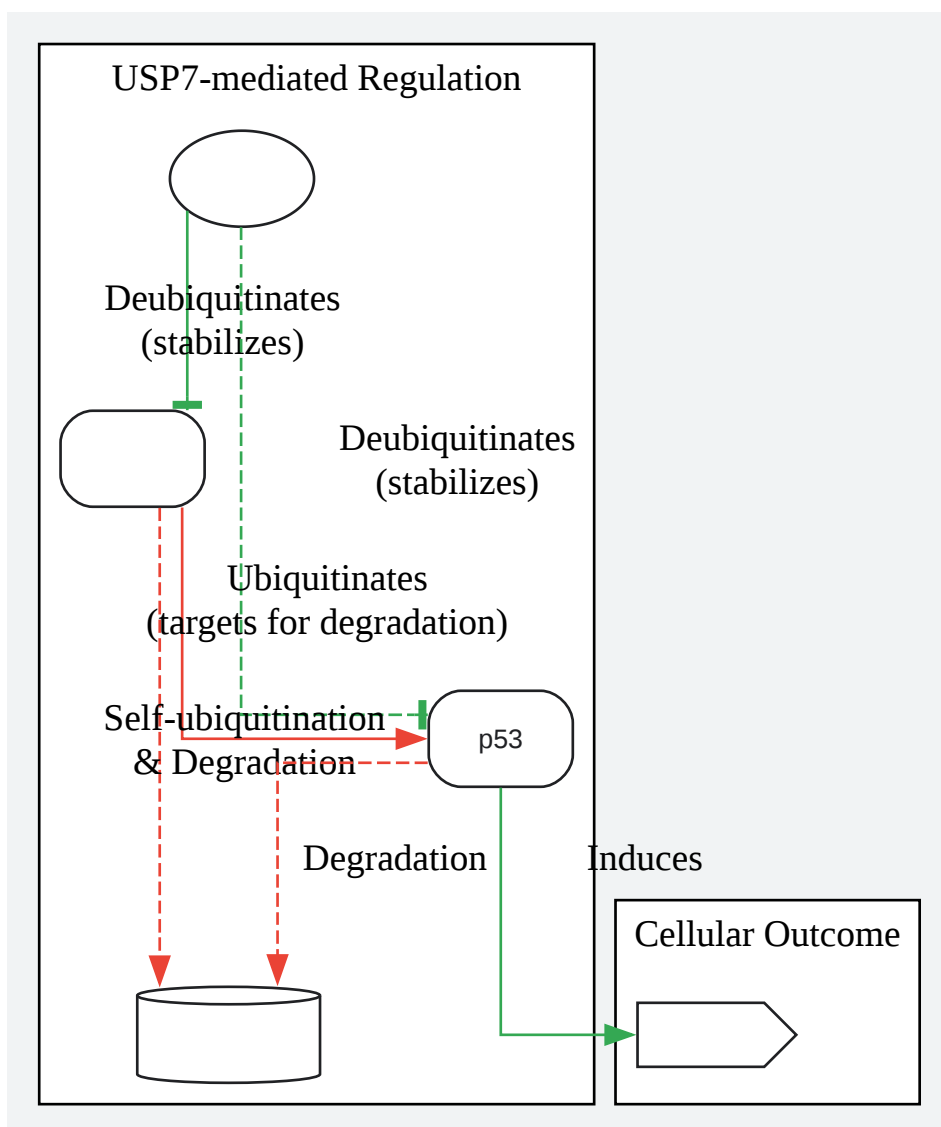 USP7-mediated Regulation
Deubiquitinates
(stabilizes)
Deubiquitinates
(stabilizes)
Ubiquitinates
(targets for degradation)
Self-ubiquitination
& Degradation
p53
Degradation
Induces
Cellular Outcome